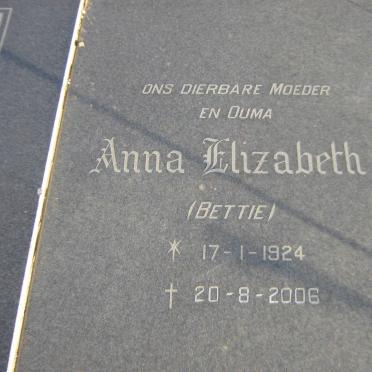 ONS DIERBARE MOEDER
EN OUMA
Anna Elizabeth
(BETTIE)
* 17-1-1924
† 20-8-2006